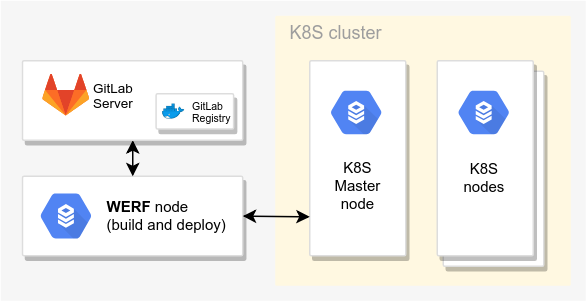 K8S cluster
GitLab
Server
GitLab
Registry
K8S
Master
node
K8S
nodes
WERF node
(build and deploy)